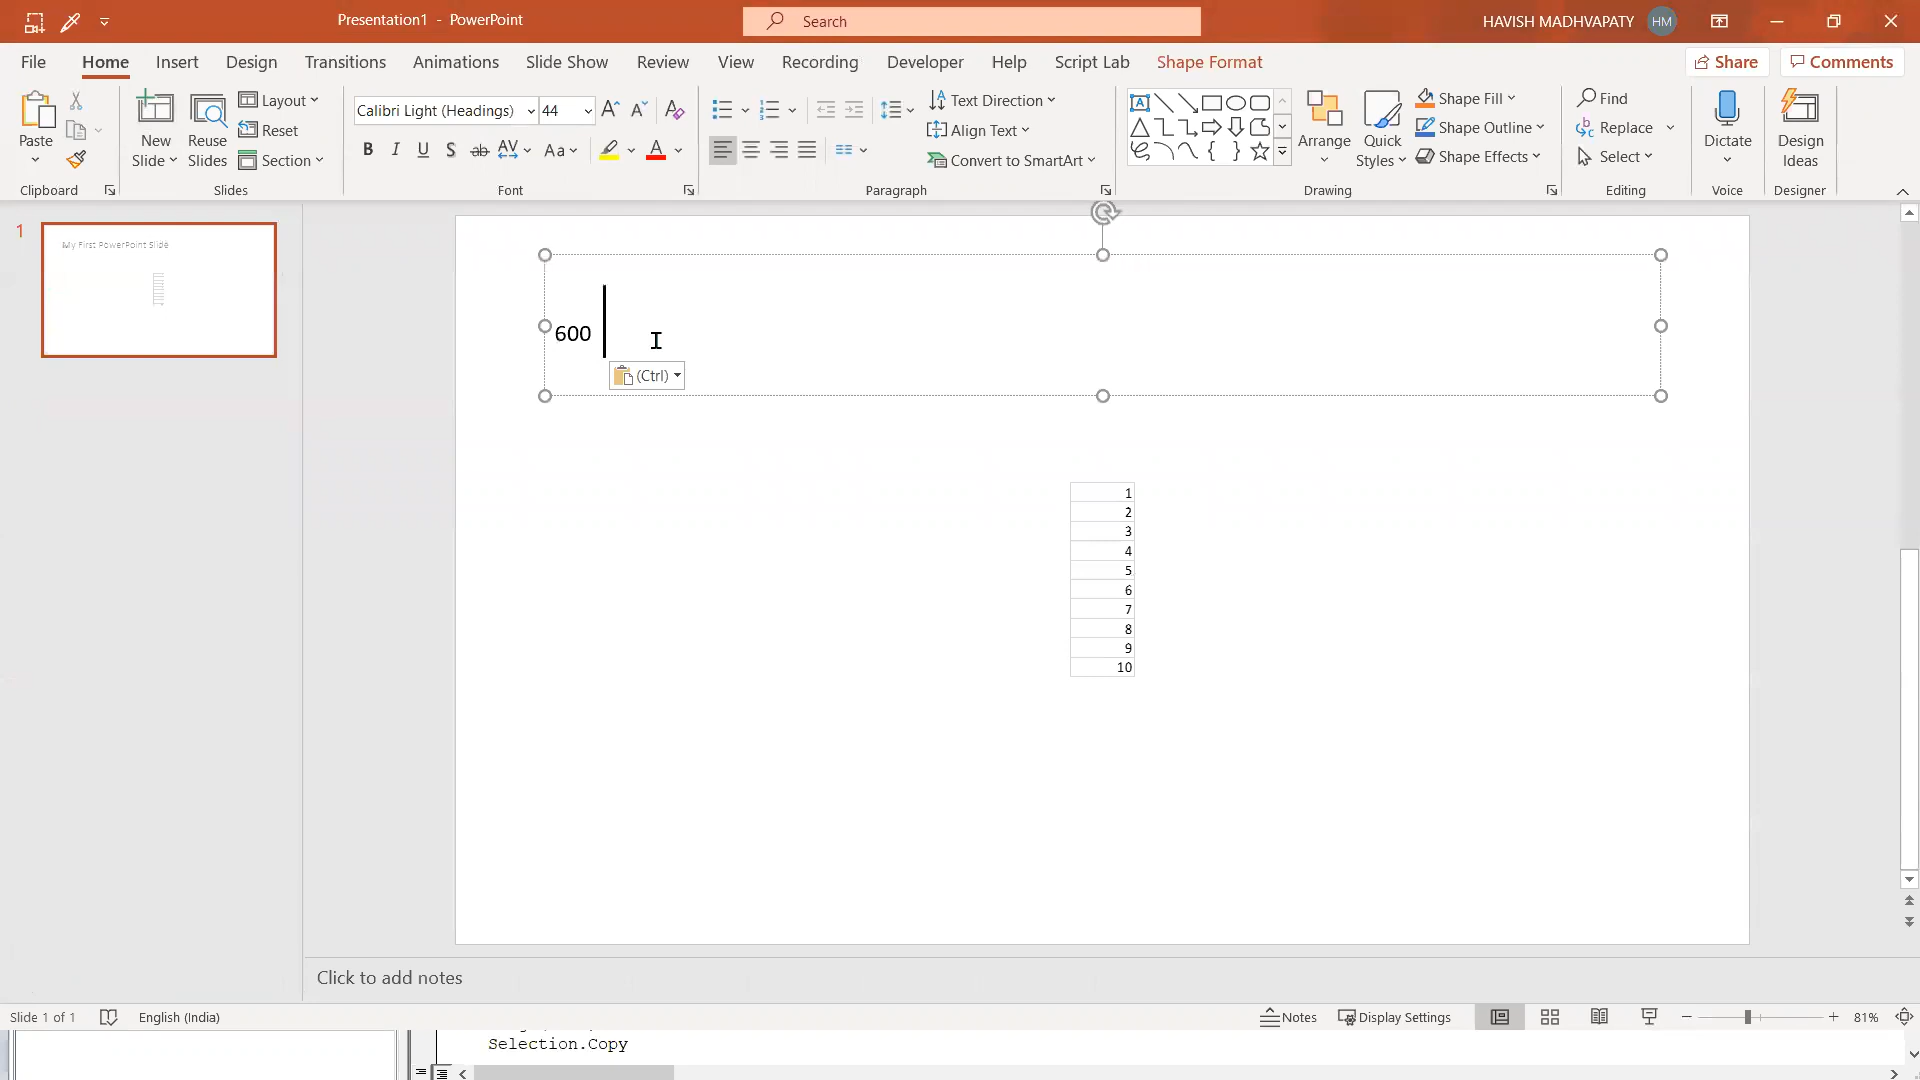 Presentation1 - PowerPoint
Search
HAVISH MADHVAPATY HM
File Home Insert Design Transitions Animations Slide Show Review View Recording Developer Help Script Lab Shape Format Share Comments
Paste
Clipboard
New Slide
Reuse Slides
Layout
Reset
Section
Slides
Calibri Light (Headings) 44
Font
Text Direction
Align Text
Convert to SmartArt
Paragraph
Arrange
Quick Styles
Shape Fill
Shape Outline
Shape Effects
Drawing
Find
Replace
Select
Editing
Dictate
Voice
Design Ideas
Designer
1
My First PowerPoint Slide
600
(Ctrl)
1
2
3
4
5
6
7
8
9
10
Click to add notes
Slide 1 of 1 English (India) Notes Display Settings 81%
Selection.Copy